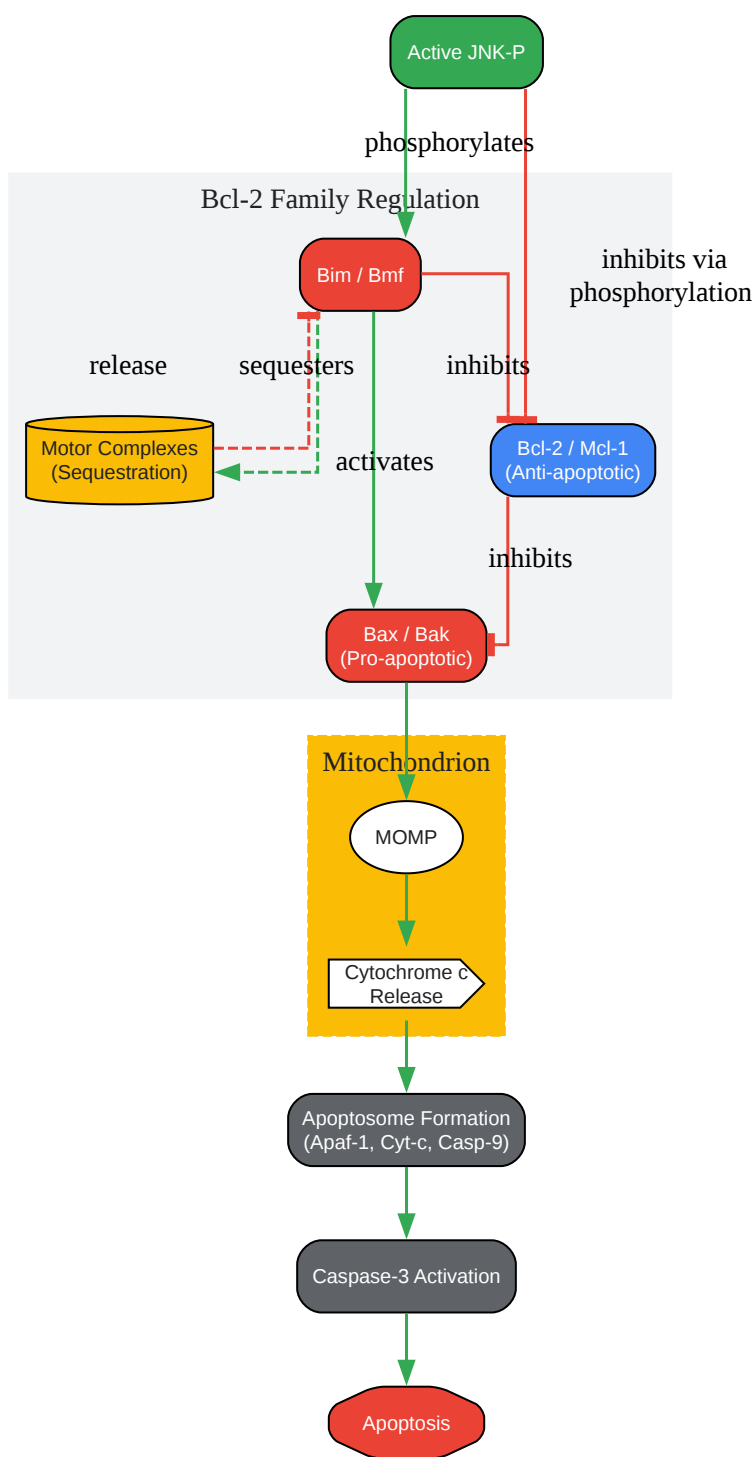 Active JNK-P
phosphorylates
Bcl-2 Family Regulation
Bim / Bmf
inhibits via
phosphorylation
release
sequesters
inhibits
Motor Complexes
(Sequestration)
activates
Bcl-2 / Mcl-1
(Anti-apoptotic)
inhibits
Bax / Bak
(Pro-apoptotic)
Mitochondrion
MOMP
Cytochrome c
Release
Apoptosome Formation
(Apaf-1, Cyt-c, Casp-9)
Caspase-3 Activation
Apoptosis